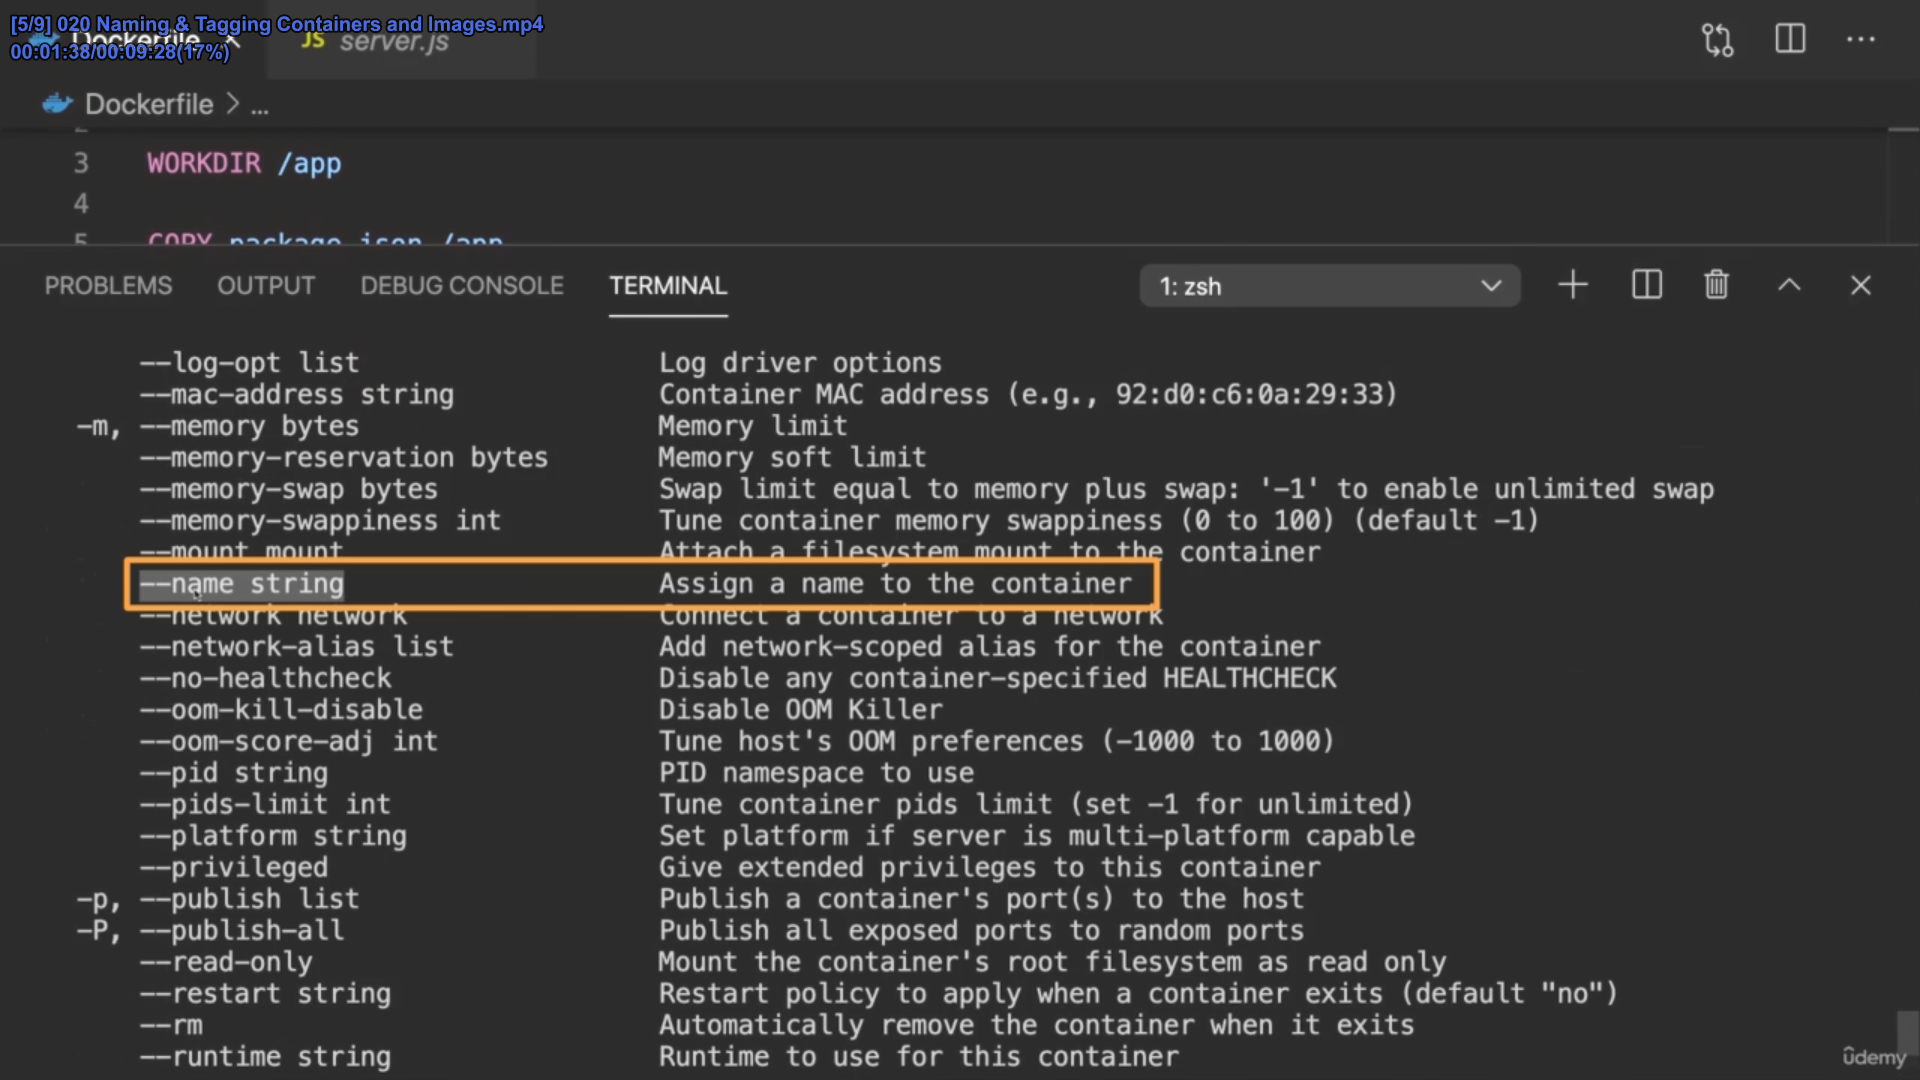 [5/9] 020 Naming & Tagging Containers and Images.mp4
Dockerfile JS server.js
00:01:38/00:09:28(17%)
Dockerfile > ...
2
3 WORKDIR /app
4
5 COPY package.json /app
PROBLEMS OUTPUT DEBUG CONSOLE TERMINAL 1: zsh
--log-opt list Log driver options
--mac-address string Container MAC address (e.g., 92:d0:c6:0a:29:33)
-m, --memory bytes Memory limit
--memory-reservation bytes Memory soft limit
--memory-swap bytes Swap limit equal to memory plus swap: '-1' to enable unlimited swap
--memory-swappiness int Tune container memory swappiness (0 to 100) (default -1)
--mount mount Attach a filesystem mount to the container
--name string Assign a name to the container
--network network Connect a container to a network
--network-alias list Add network-scoped alias for the container
--no-healthcheck Disable any container-specified HEALTHCHECK
--oom-kill-disable Disable OOM Killer
--oom-score-adj int Tune host's OOM preferences (-1000 to 1000)
--pid string PID namespace to use
--pids-limit int Tune container pids limit (set -1 for unlimited)
--platform string Set platform if server is multi-platform capable
--privileged Give extended privileges to this container
-p, --publish list Publish a container's port(s) to the host
-P, --publish-all Publish all exposed ports to random ports
--read-only Mount the container's root filesystem as read only
--restart string Restart policy to apply when a container exits (default "no")
--rm Automatically remove the container when it exits
--runtime string Runtime to use for this container
ûdemy